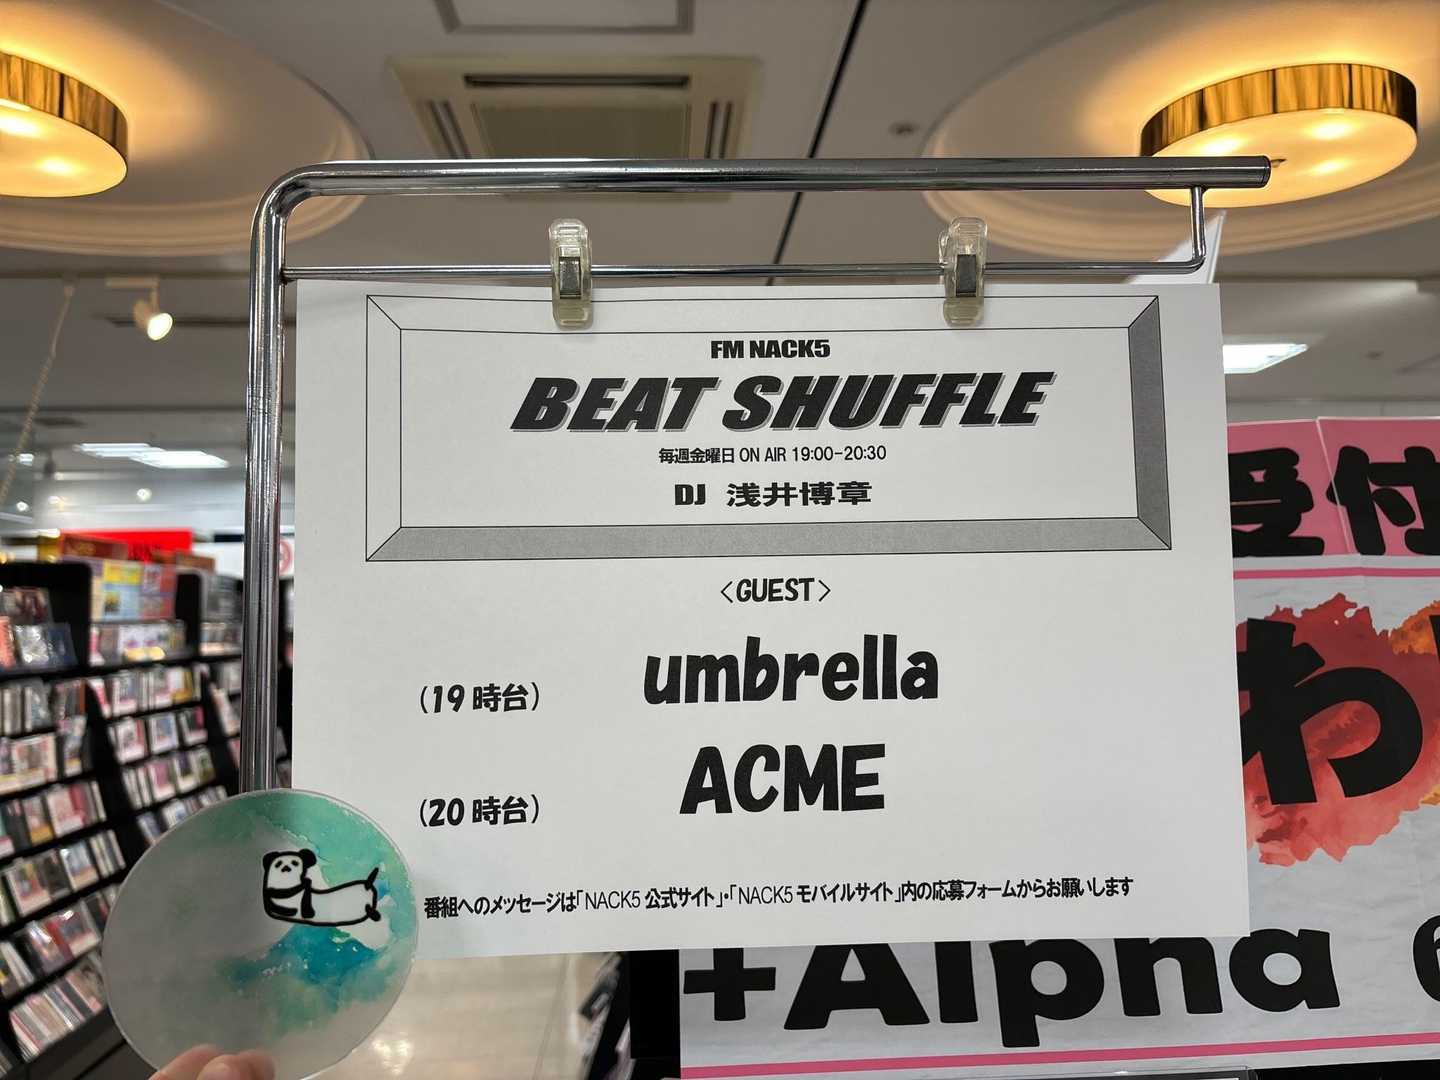 FM NACK5
BEAT SHUFFLE
毎週金曜日 ON AIR 19:00-20:30
DJ 浅井博章
<GUEST>
(19時台) umbrella
(20時台) ACME
番組へのメッセージは「NACK5 公式サイト」・「NACK5 モバイルサイト」内の応募フォームからお願いします
受付
わ
+Alpha